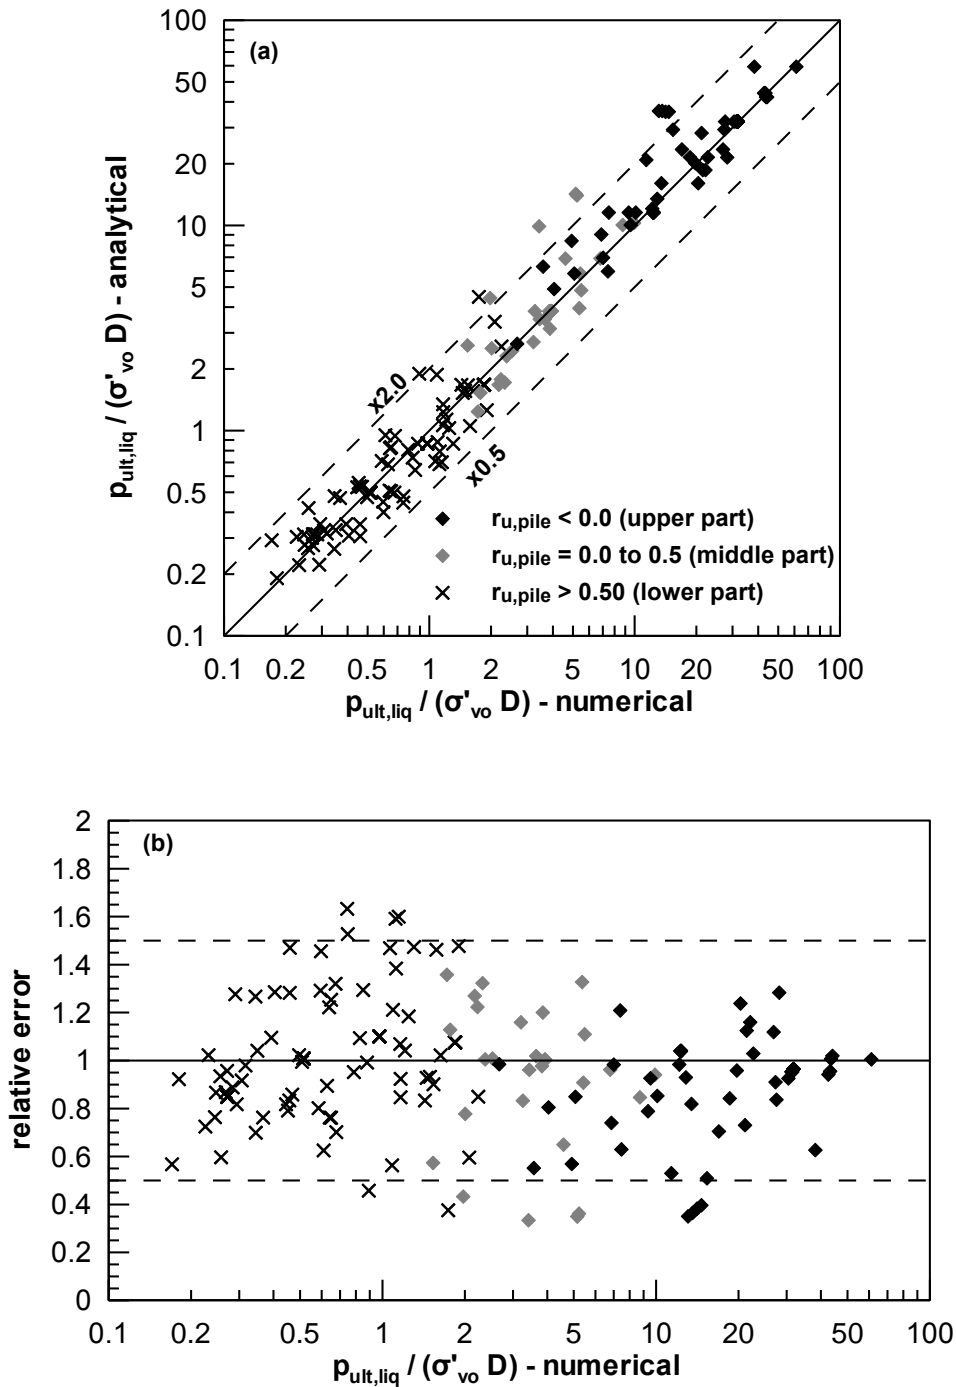 (a)
100
50
20
10
5
2
1
0.5
0.2
0.1
p_ult,liq / (σ'_vo D) - analytical
x2.0
x0.5
r_u,pile < 0.0 (upper part)
r_u,pile = 0.0 to 0.5 (middle part)
r_u,pile > 0.50 (lower part)
0.1 0.2 0.5 1 2 5 10 20 50 100
p_ult,liq / (σ'_vo D) - numerical
(b)
2
1.8
1.6
1.4
1.2
1
0.8
0.6
0.4
0.2
0
relative error
0.1 0.2 0.5 1 2 5 10 20 50 100
p_ult,liq / (σ'_vo D) - numerical